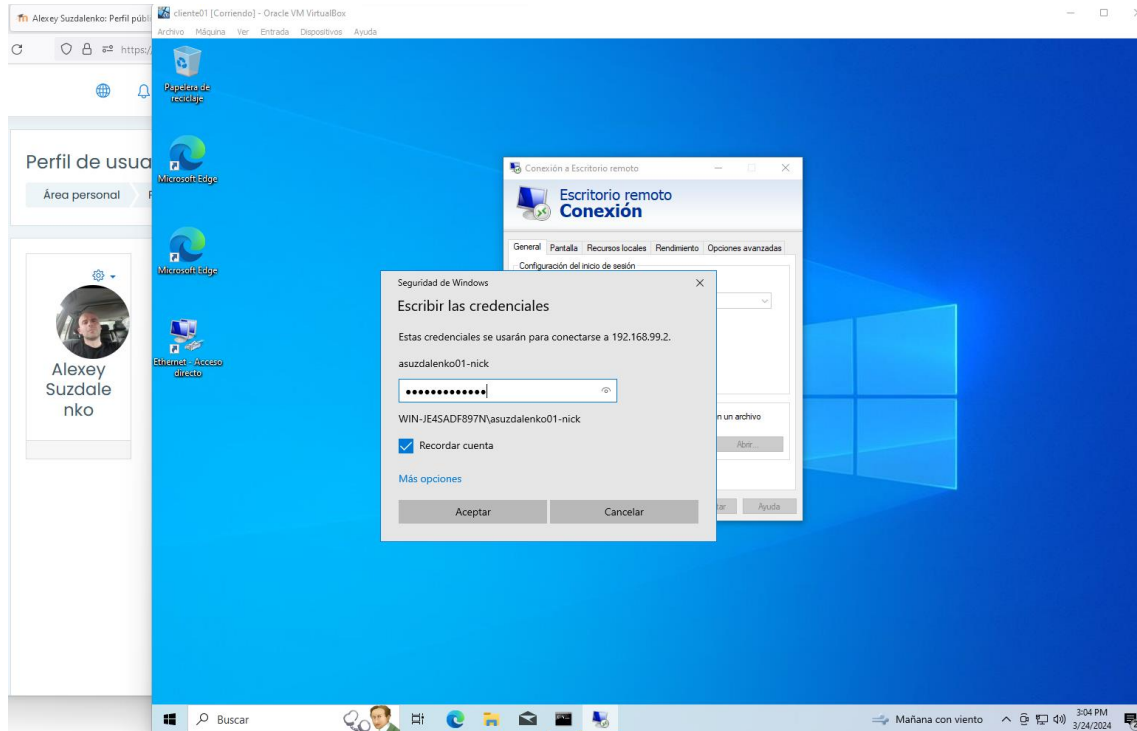 Alexey Suzdalenko: Perfil públi
https:/
Perfil de usua
Área personal
Alexey
Suzdale
nko
cliente01 [Corriendo] - Oracle VM VirtualBox
Archivo Máquina Ver Entrada Dispositivos Ayuda
Papelera de
reciclaje
Microsoft Edge
Microsoft Edge
Ethernet - Acceso
directo
Conexión a Escritorio remoto
Escritorio remoto
Conexión
General Pantalla Recursos locales Rendimiento Opciones avanzadas
Configuración del inicio de sesión
n un archivo
Abrir...
tar Ayuda
Seguridad de Windows
Escribir las credenciales
Estas credenciales se usarán para conectarse a 192.168.99.2.
asuzdalenko01-nick
•••••••••••••
WIN-JE4SADF897N\asuzdalenko01-nick
Recordar cuenta
Más opciones
Aceptar Cancelar
Buscar
Mañana con viento
3:04 PM
3/24/2024